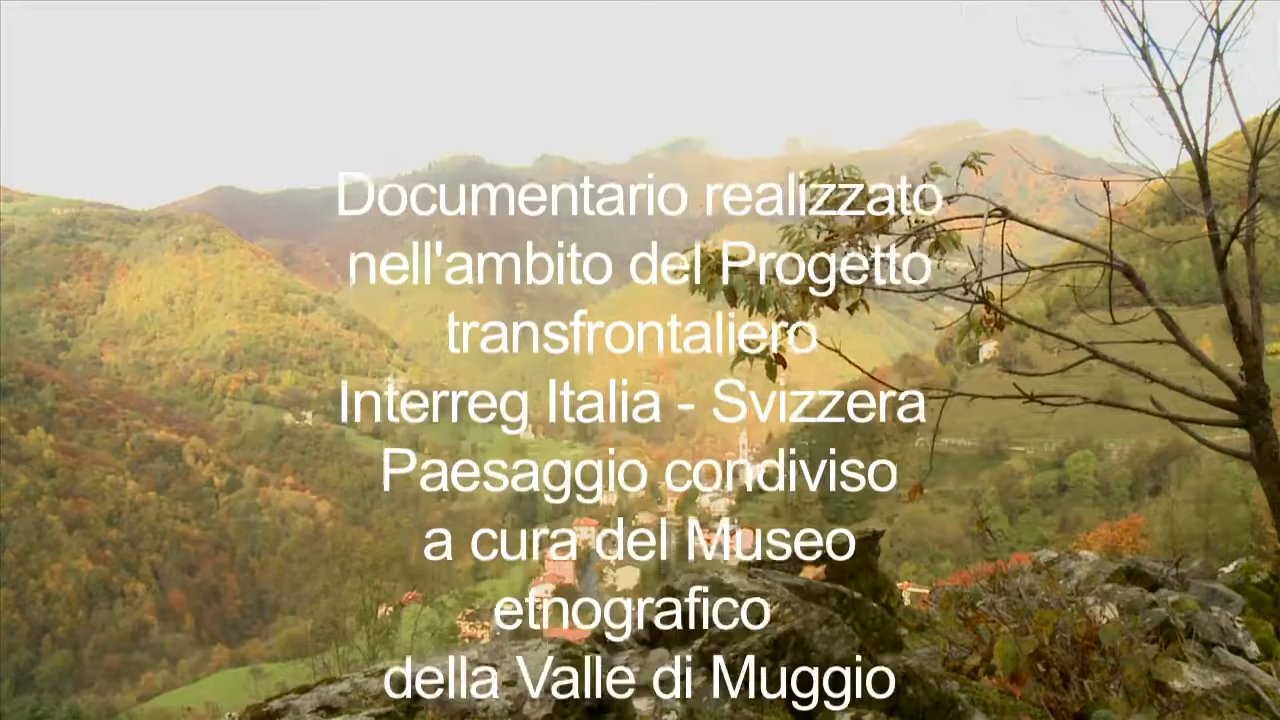 Documentario realizzato
nell'ambito del Progetto
transfrontaliero
Interreg Italia - Svizzera
Paesaggio condiviso
a cura del Museo
etnografico
della Valle di Muggio